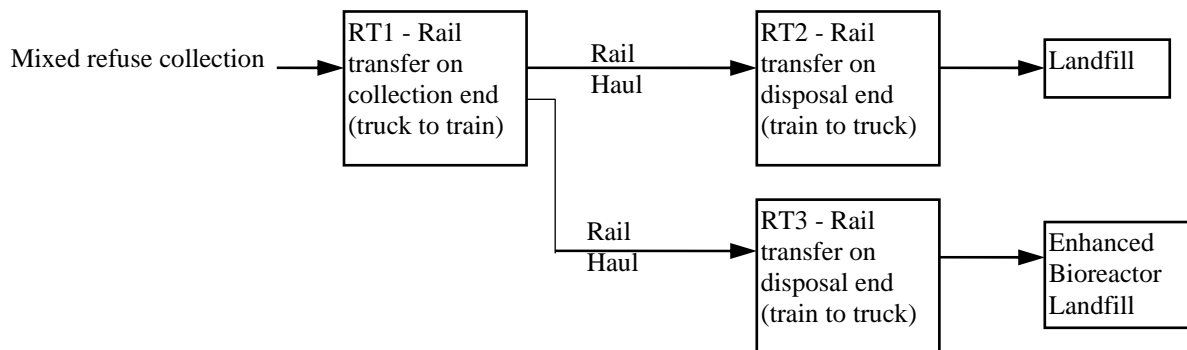 Mixed refuse collection
RT1 - Rail
transfer on
collection end
(truck to train)
Rail
Haul
RT2 - Rail
transfer on
disposal end
(train to truck)
Landfill
Rail
Haul
RT3 - Rail
transfer on
disposal end
(train to truck)
Enhanced
Bioreactor
Landfill